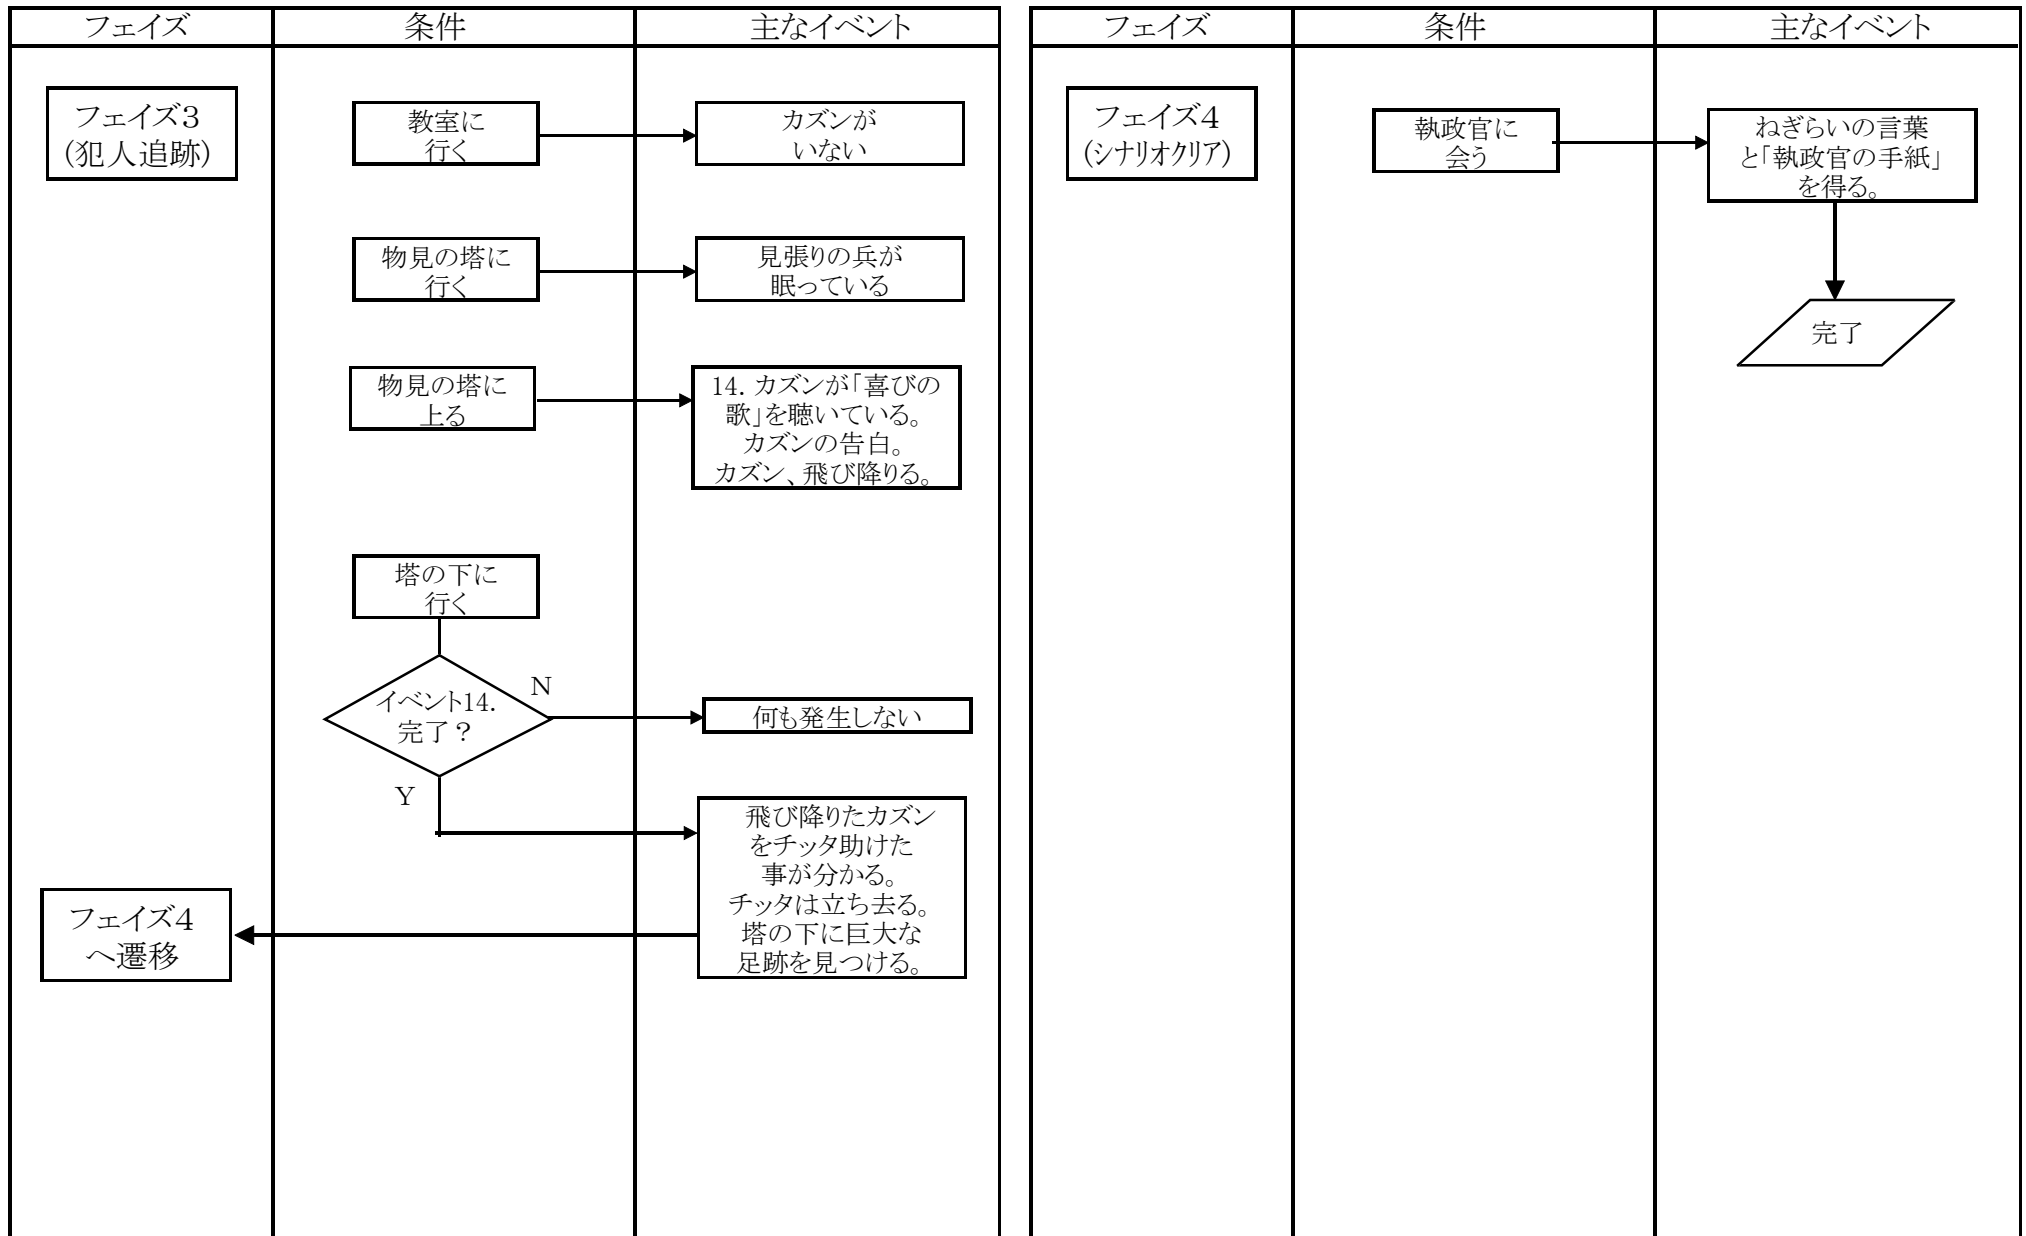 フェイズ
条件
主なイベント
フェイズ３
（犯人追跡）
教室に
行く
カズンが
いない
物見の塔に
行く
見張りの兵が
眠っている
物見の塔に
上る
14. カズンが「喜びの
歌」を聴いている。
カズンの告白。
カズン、飛び降りる。
塔の下に
行く
イベント14.
完了？
N
何も発生しない
Y
飛び降りたカズン
をチッタ助けた
事が分かる。
チッタは立ち去る。
塔の下に巨大な
足跡を見つける。
フェイズ４
へ遷移
フェイズ
条件
主なイベント
フェイズ４
（シナリオクリア）
執政官に
会う
ねぎらいの言葉
と「執政官の手紙」
を得る。
完了